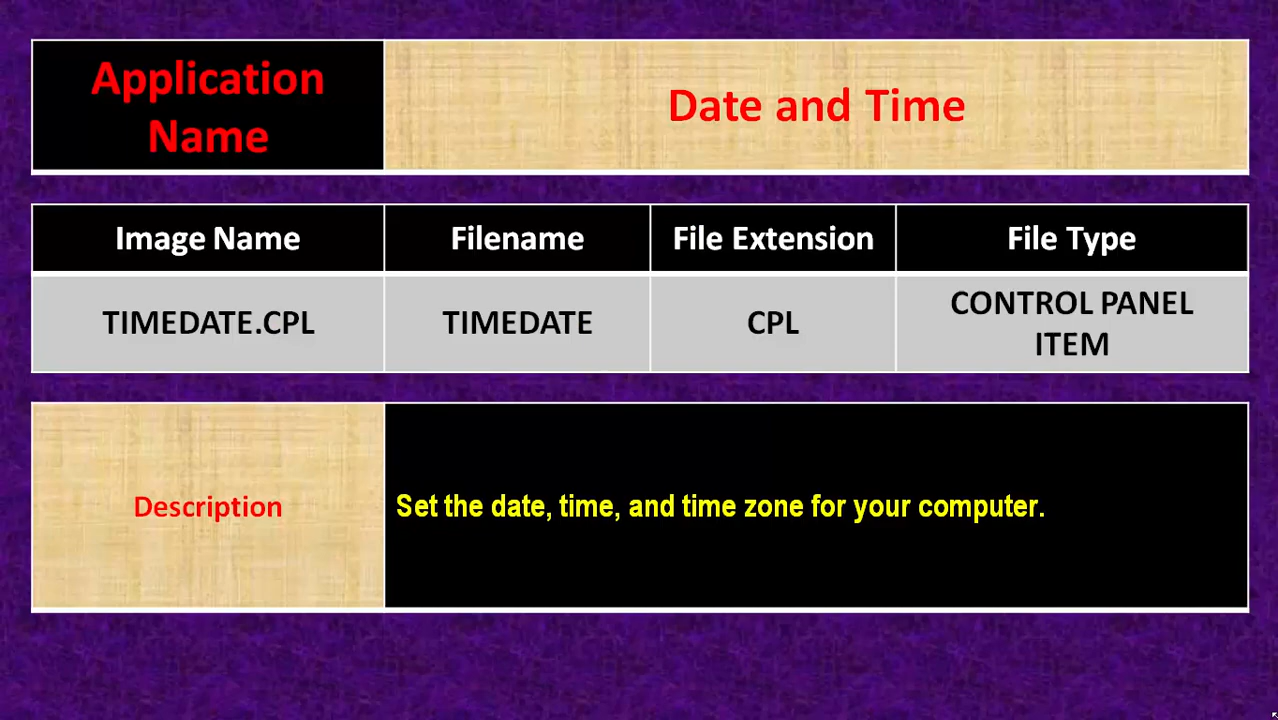 Application
Name
Date and Time
Image Name
Filename
File Extension
File Type
TIMEDATE.CPL
TIMEDATE
CPL
CONTROL PANEL
ITEM
Description
Set the date, time, and time zone for your computer.